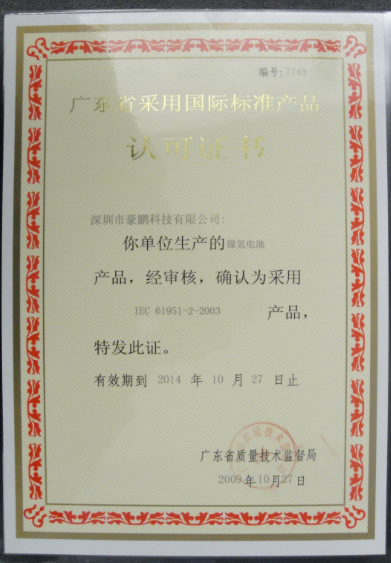 编号:7748
广东省采用国际标准产品
认可证书
深圳市豪鹏科技有限公司:
你单位生产的镍氢电池
产品，经审核，确认为采用
IEC 61951-2-2003 产品，
特发此证。
有效期到 2014 年 10 月 27 日止
广东省质量技术监督局
2009年10月27日